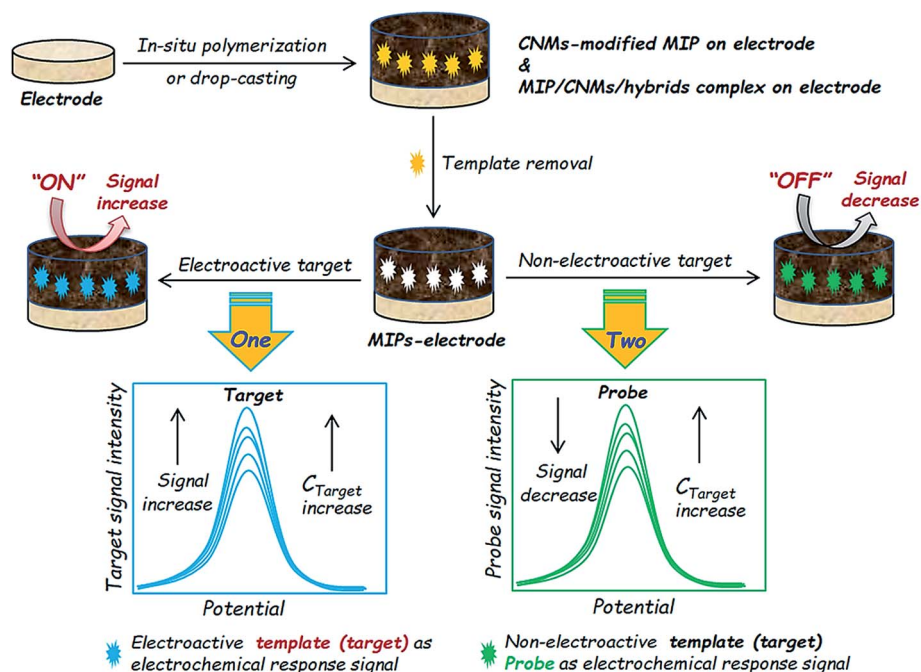 In-situ polymerization
or drop-casting
Electrode
CNMs-modified MIP on electrode
&
MIP/CNMs/hybrids complex on electrode
Template removal
"ON"
Signal
increase
"OFF"
Signal
decrease
Electroactive target
Non-electroactive target
MIPs-electrode
One
Two
Target signal intensity
Target
Signal
increase
CTarget
increase
Potential
Probe signal intensity
Probe
Signal
decrease
CTarget
increase
Potential
Electroactive template (target) as
electrochemical response signal
Non-electroactive template (target)
Probe as electrochemical response signal